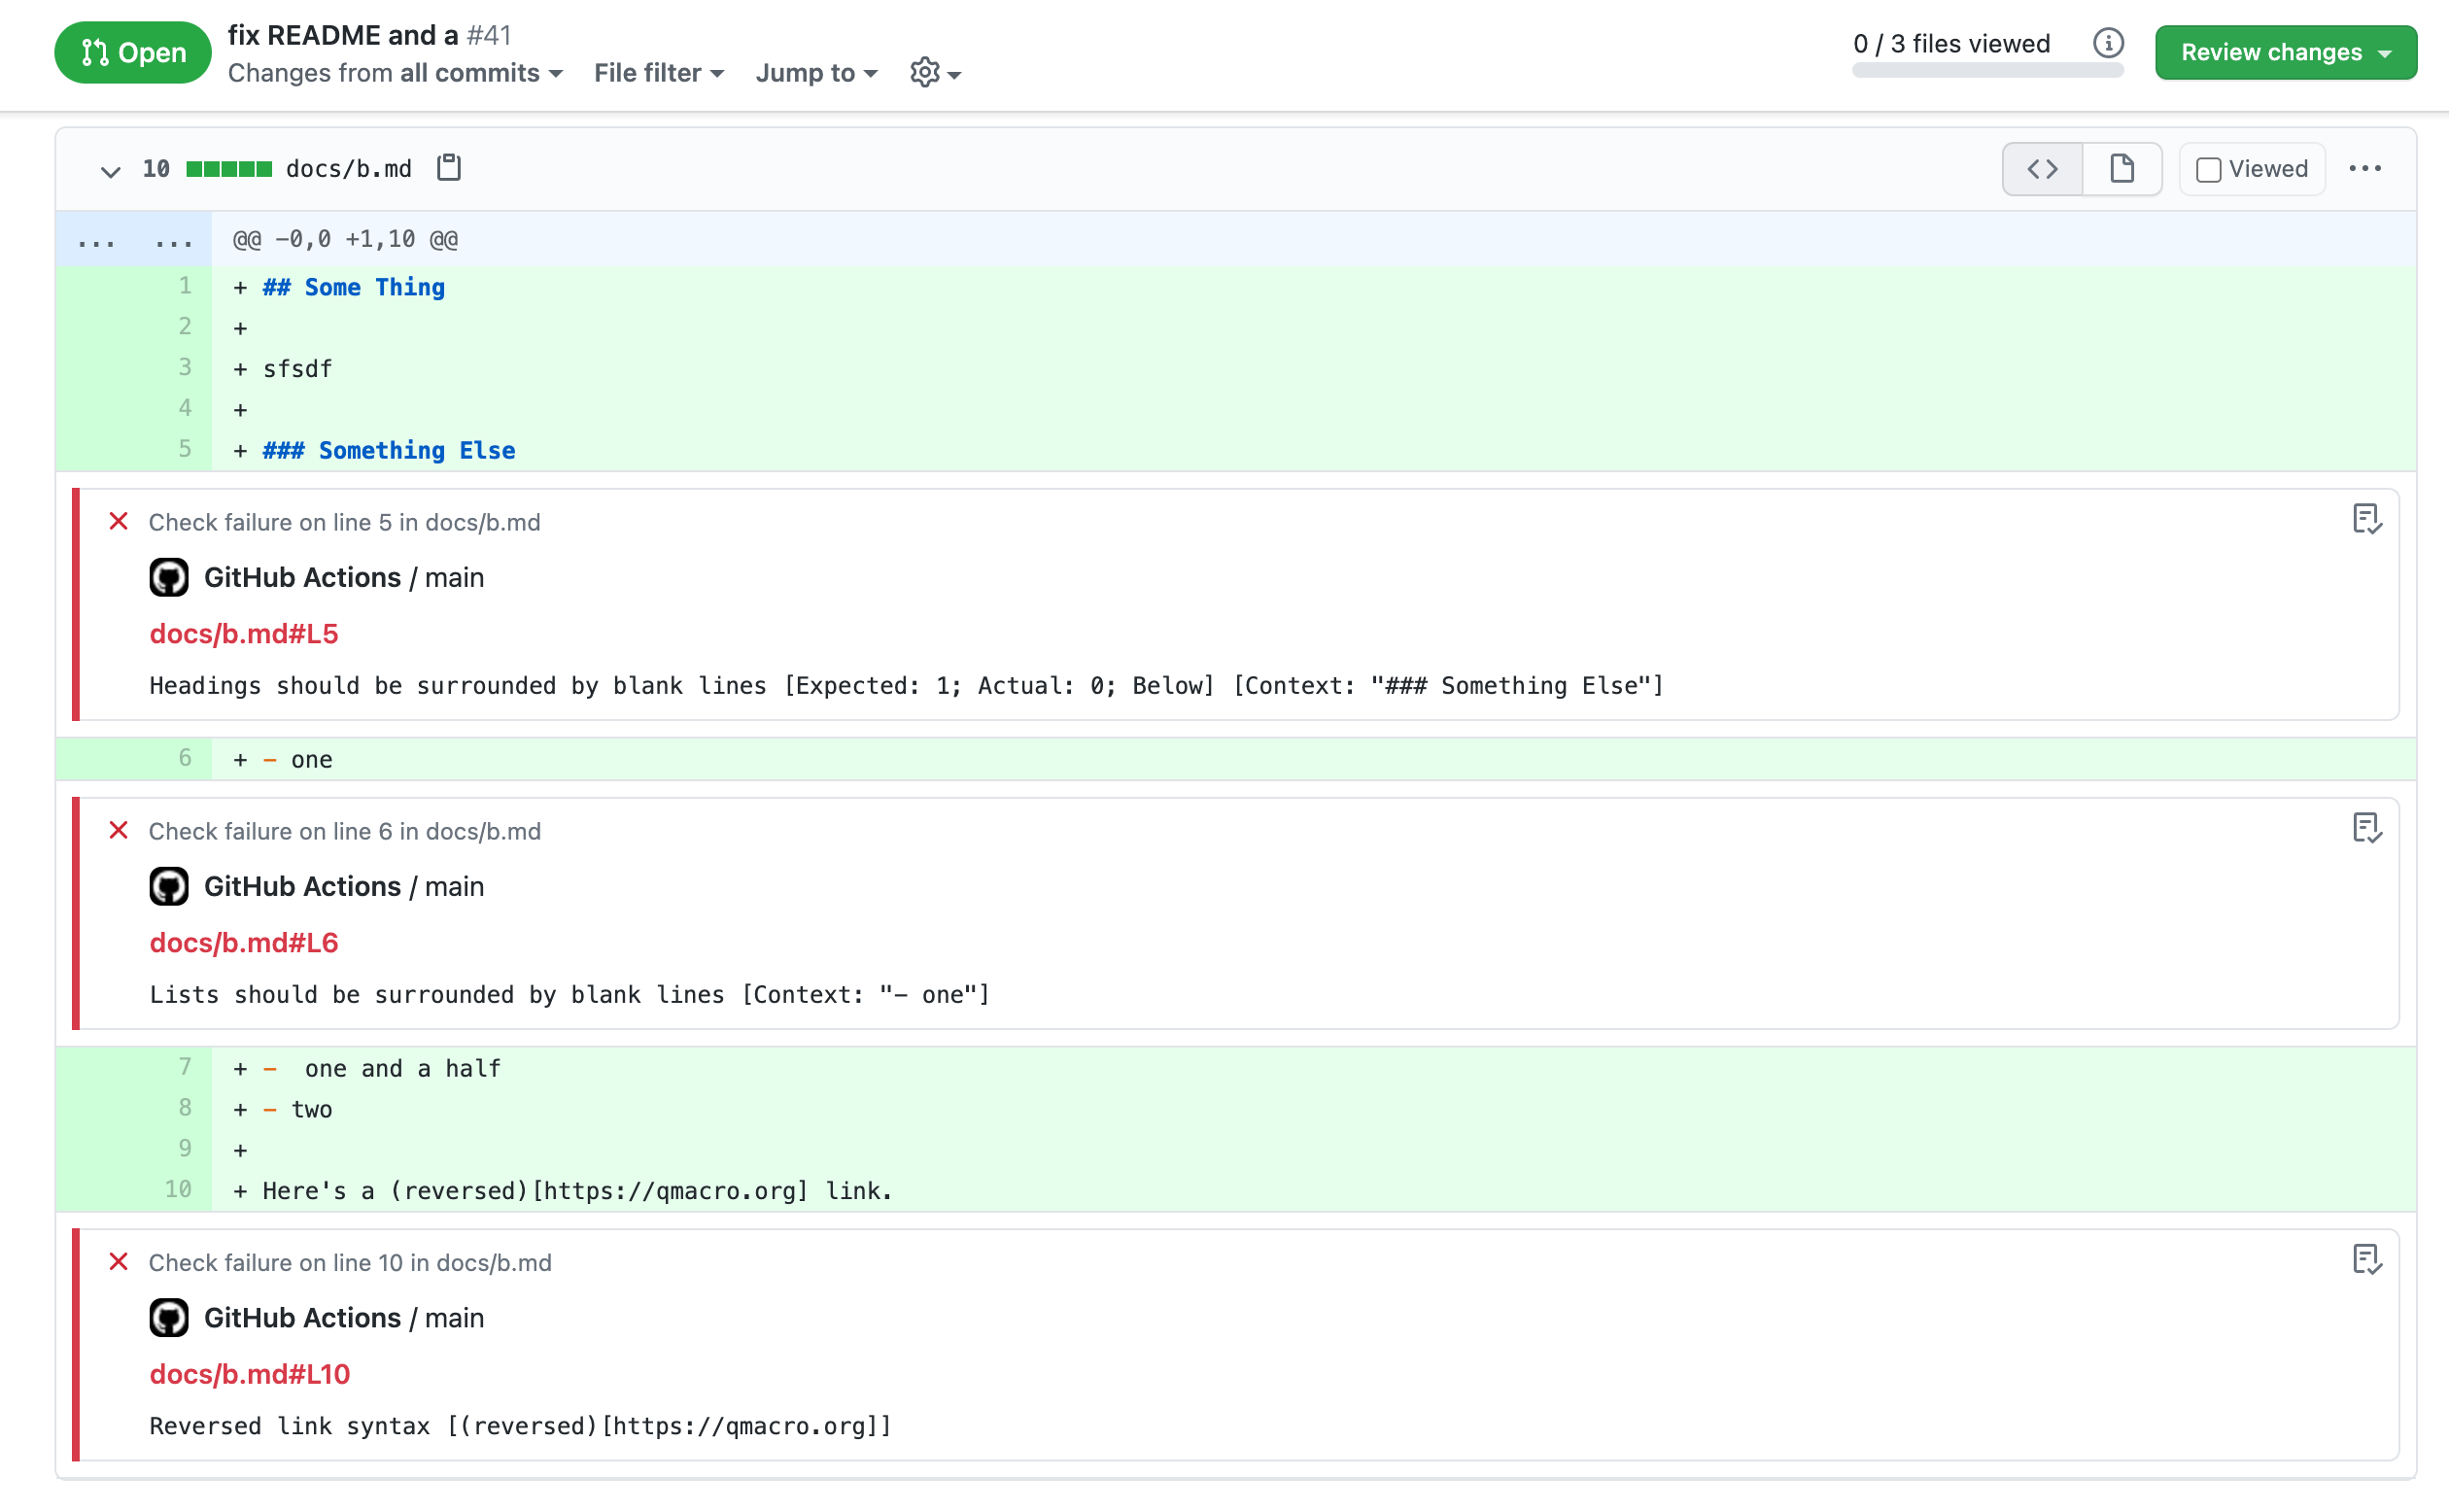 Open
fix README and a #41
Changes from all commits File filter Jump to
0 / 3 files viewed
Review changes
10 docs/b.md
Viewed
... ... @@ -0,0 +1,10 @@
1 + ## Some Thing
2 +
3 + sfsdf
4 +
5 + ### Something Else
Check failure on line 5 in docs/b.md
GitHub Actions / main
docs/b.md#L5
Headings should be surrounded by blank lines [Expected: 1; Actual: 0; Below] [Context: "### Something Else"]
6 + - one
Check failure on line 6 in docs/b.md
GitHub Actions / main
docs/b.md#L6
Lists should be surrounded by blank lines [Context: "- one"]
7 + -  one and a half
8 + - two
9 +
10 + Here's a (reversed)[https://qmacro.org] link.
Check failure on line 10 in docs/b.md
GitHub Actions / main
docs/b.md#L10
Reversed link syntax [(reversed)[https://qmacro.org]]